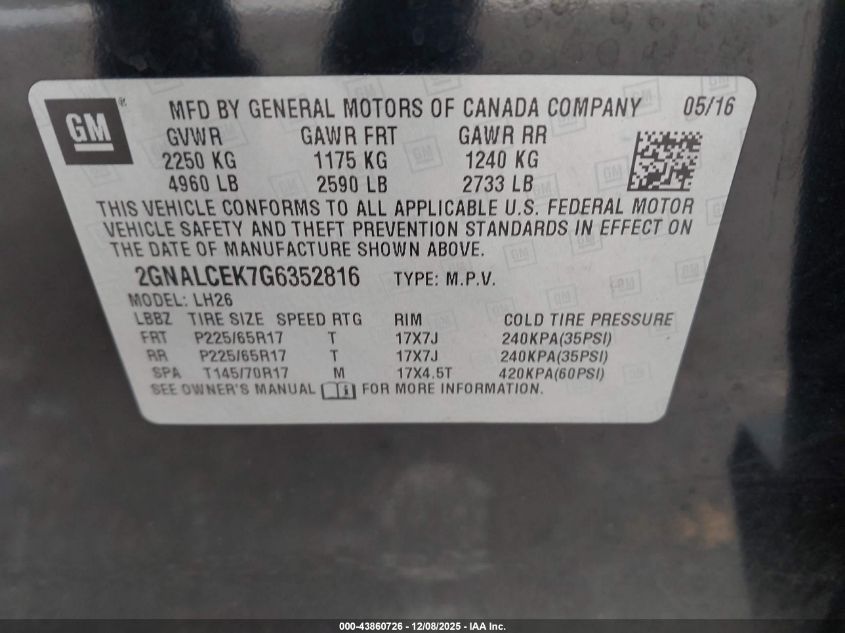 GM ® MFD BY GENERAL MOTORS OF CANADA COMPANY 05/16
GVWR GAWR FRT GAWR RR
2250 KG 1175 KG 1240 KG
4960 LB 2590 LB 2733 LB
THIS VEHICLE CONFORMS TO ALL APPLICABLE U.S. FEDERAL MOTOR
VEHICLE SAFETY AND THEFT PREVENTION STANDARDS IN EFFECT ON
THE DATE OF MANUFACTURE SHOWN ABOVE.
2GNALCEK7G6352816 TYPE: M.P.V.
MODEL: LH26
LBBZ TIRE SIZE SPEED RTG RIM COLD TIRE PRESSURE
FRT P225/65R17 T 17X7J 240KPA(35PSI)
RR P225/65R17 T 17X7J 240KPA(35PSI)
SPA T145/70R17 M 17X4.5T 420KPA(60PSI)
SEE OWNER'S MANUAL FOR MORE INFORMATION.
000-43860726 - 12/08/2025 - IAA Inc.